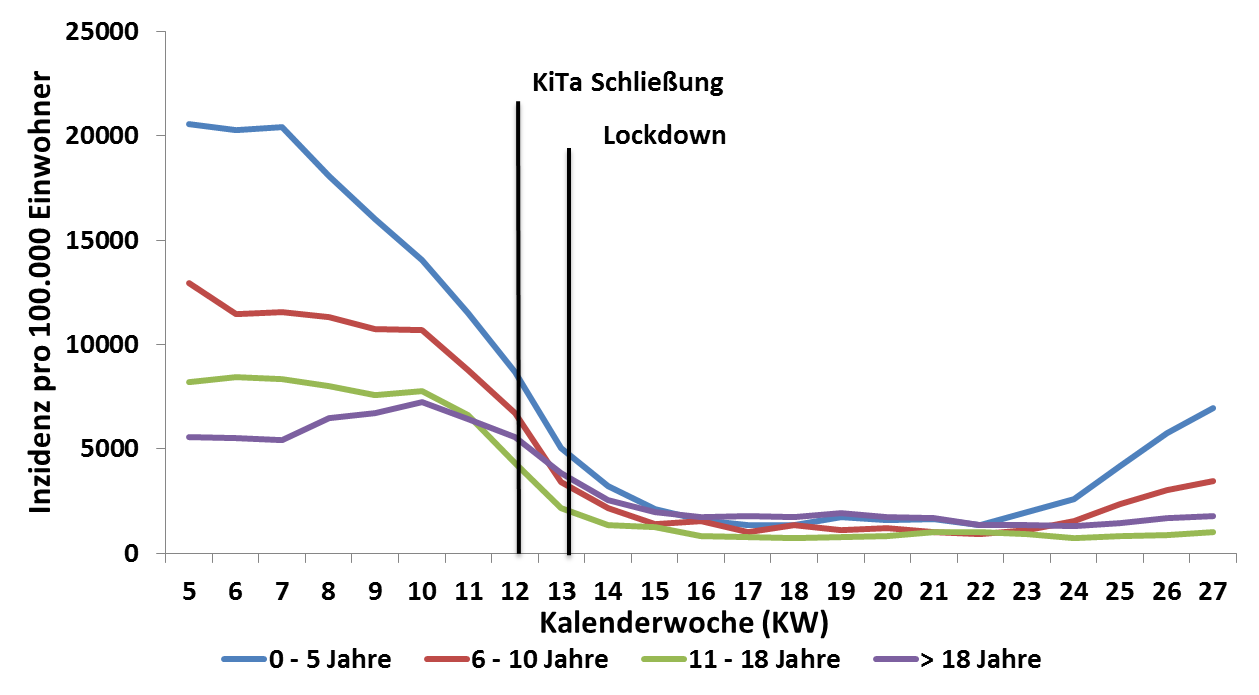 25000
20000
15000
10000
5000
0
Inzidenz pro 100.000 Einwohner
KiTa Schließung
Lockdown
5 6 7 8 9 10 11 12 13 14 15 16 17 18 19 20 21 22 23 24 25 26 27
Kalenderwoche (KW)
0 - 5 Jahre 6 - 10 Jahre 11 - 18 Jahre > 18 Jahre